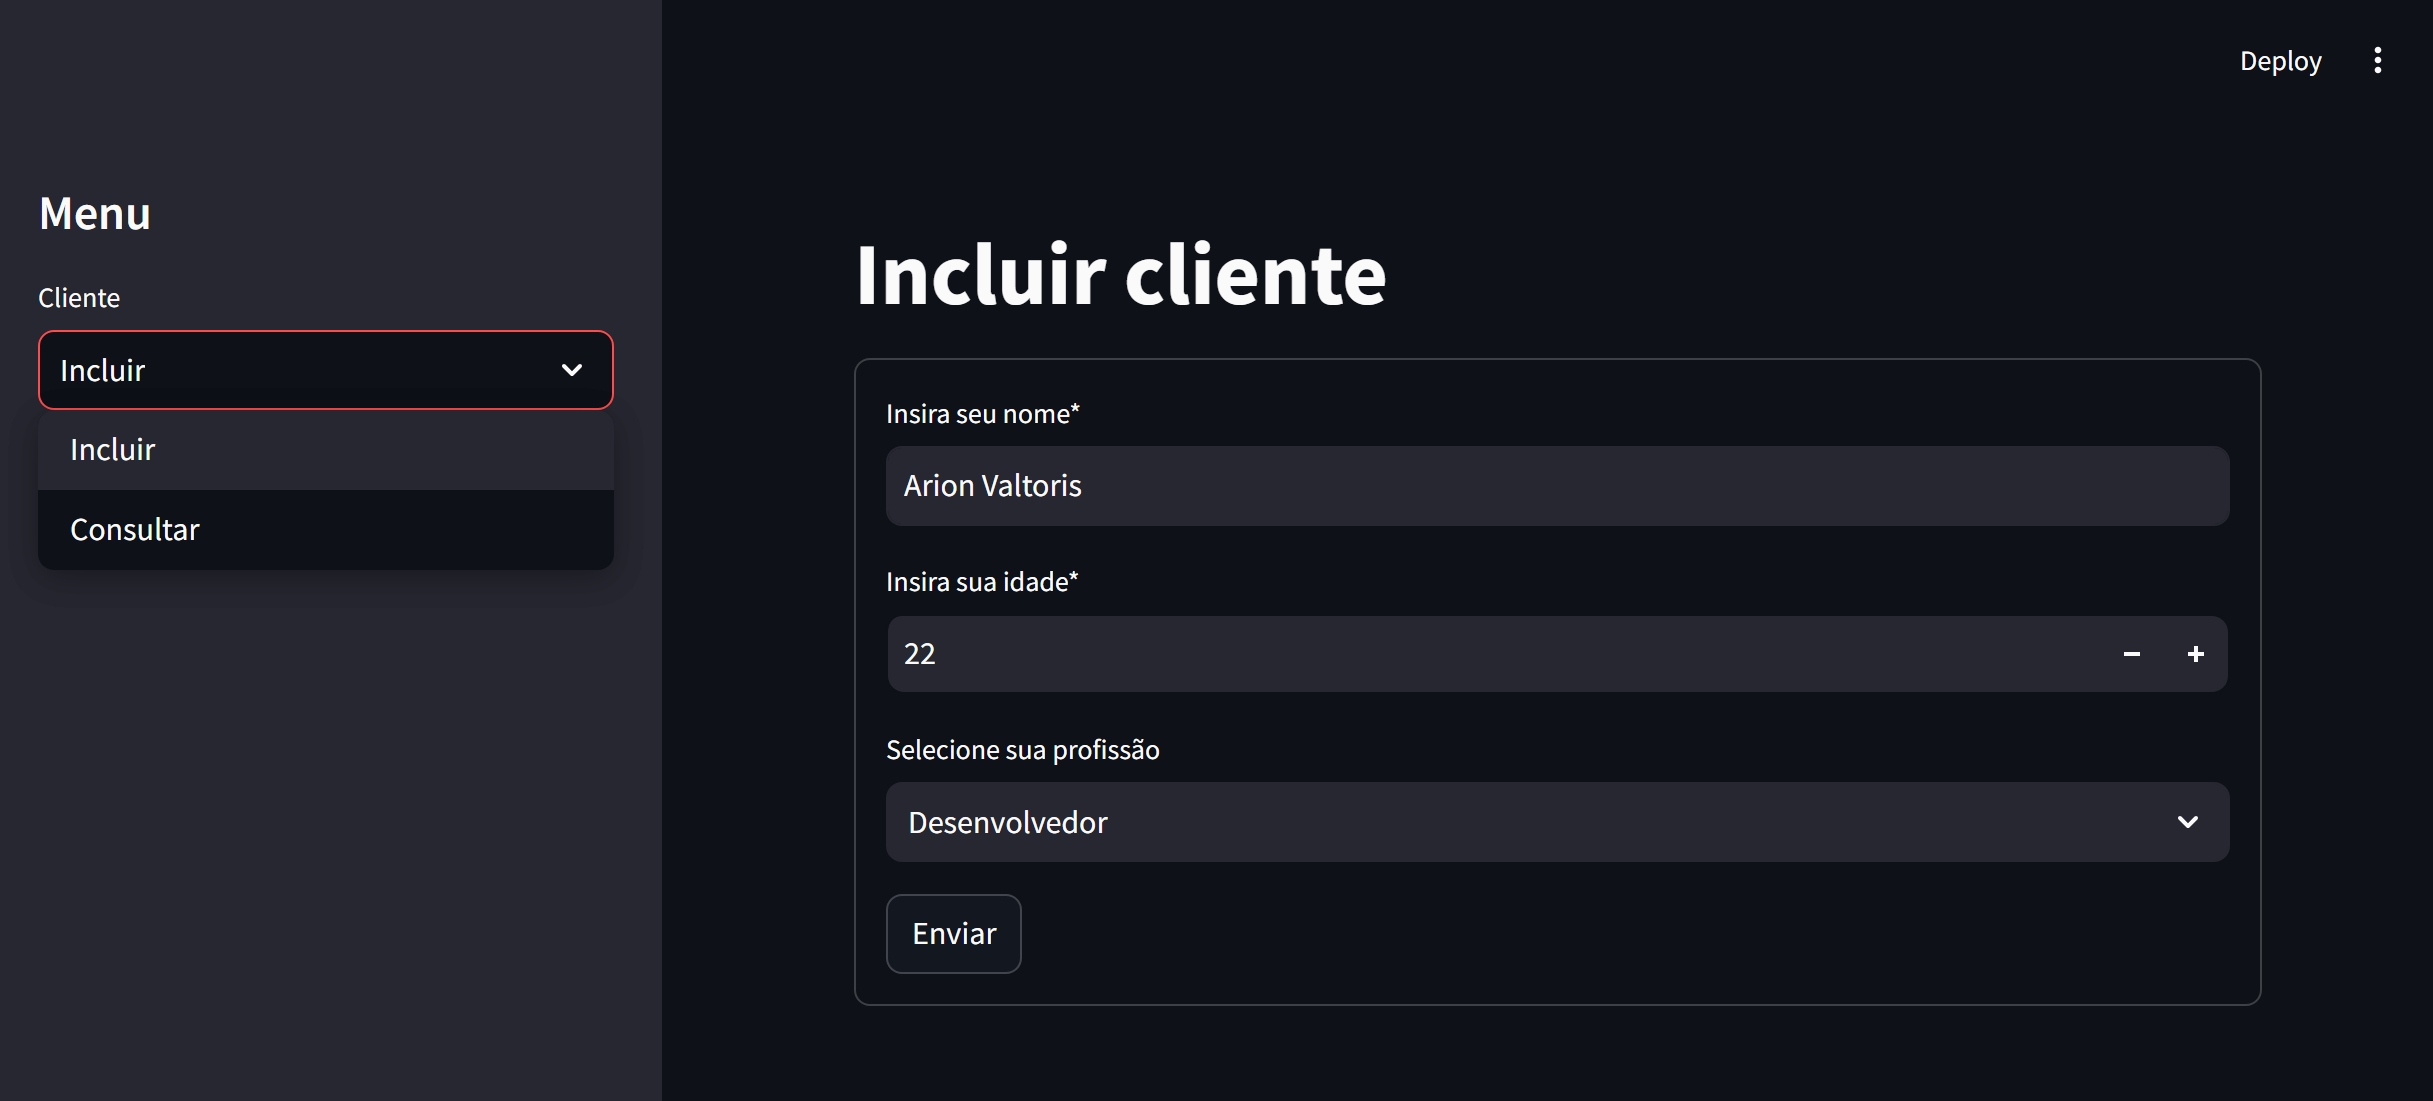 Deploy
Menu
Cliente
Incluir
Incluir
Consultar
Incluir cliente
Insira seu nome*
Arion Valtoris
Insira sua idade*
22
Selecione sua profissão
Desenvolvedor
Enviar